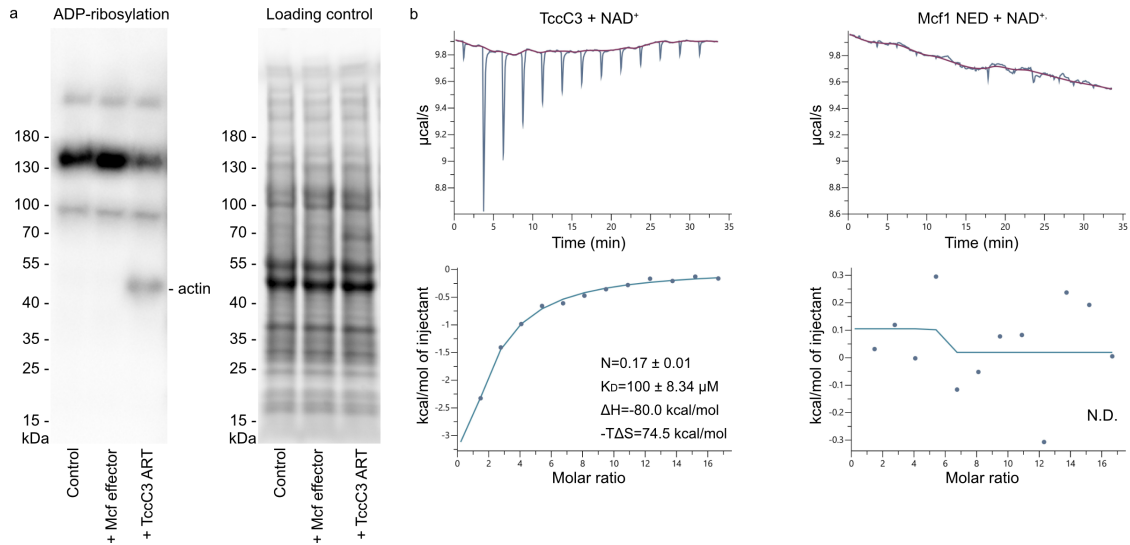 a
ADP-ribosylation
Loading control
180 -
130 -
100 -
70 -
55 -
40 -
35 -
25 -
15 -
kDa
- actin
Control
+ Mcf effector
+ TccC3 ART
180 -
130 -
100 -
70 -
55 -
40 -
35 -
25 -
15 -
kDa
Control
+ Mcf effector
+ TccC3 ART
b
TccC3 + NAD⁺
µcal/s
9.8
9.6
9.4
9.2
9
8.8
0 5 10 15 20 25 30 35
Time (min)
Mcf1 NED + NAD⁺
µcal/s
9.8
9.6
9.4
9.2
9
8.8
8.6
0 5 10 15 20 25 30 35
Time (min)
kcal/mol of injectant
0
-0.5
-1
-1.5
-2
-2.5
-3
N=0.17 ± 0.01
KD=100 ± 8.34 µM
ΔH=-80.0 kcal/mol
-TΔS=74.5 kcal/mol
0 2 4 6 8 10 12 14 16
Molar ratio
kcal/mol of injectant
0.3
0.2
0.1
0
-0.1
-0.2
-0.3
N.D.
0 2 4 6 8 10 12 14 16
Molar ratio